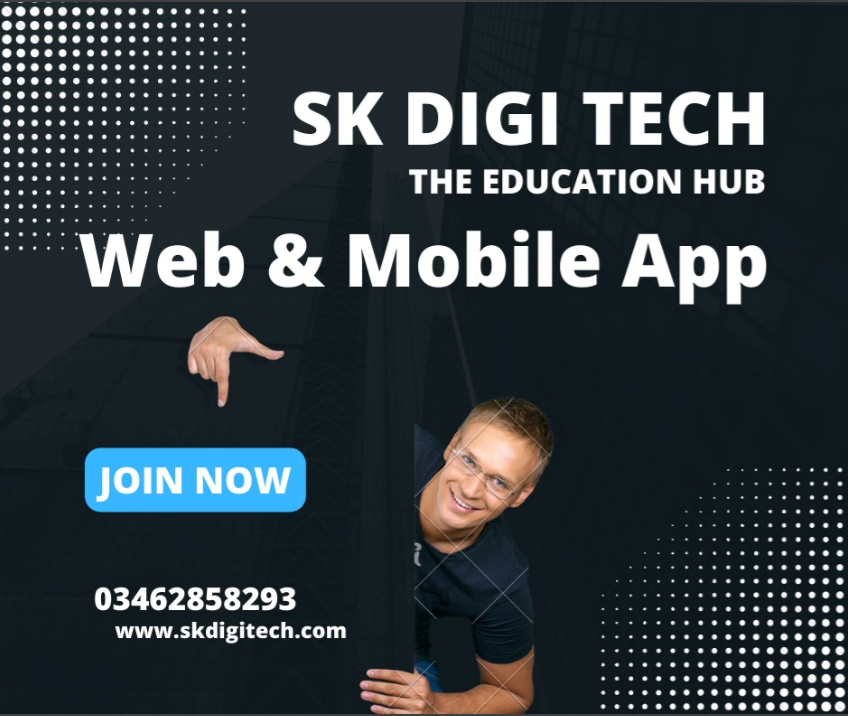 SK DIGI TECH
THE EDUCATION HUB
Web & Mobile App
JOIN NOW
03462858293
www.skdigitech.com